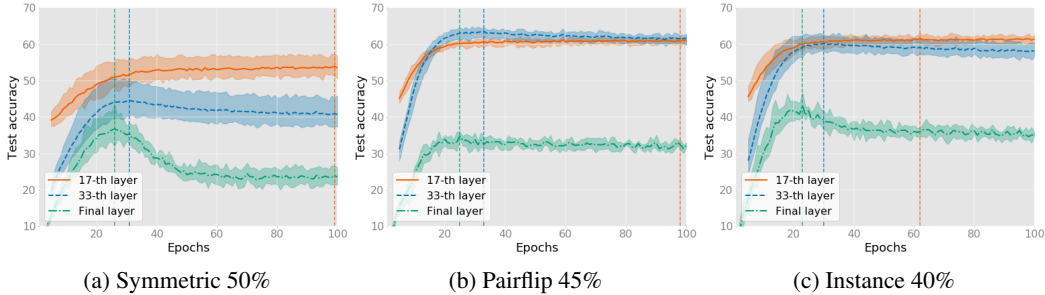 70
60
50
40
30
20
10
Test accuracy
17-th layer
33-th layer
Final layer
20 40 60 80 100
Epochs
(a) Symmetric 50%
70
60
50
40
30
20
10
Test accuracy
17-th layer
33-th layer
Final layer
20 40 60 80 100
Epochs
(b) Pairflip 45%
70
60
50
40
30
20
10
Test accuracy
17-th layer
33-th layer
Final layer
20 40 60 80 100
Epochs
(c) Instance 40%